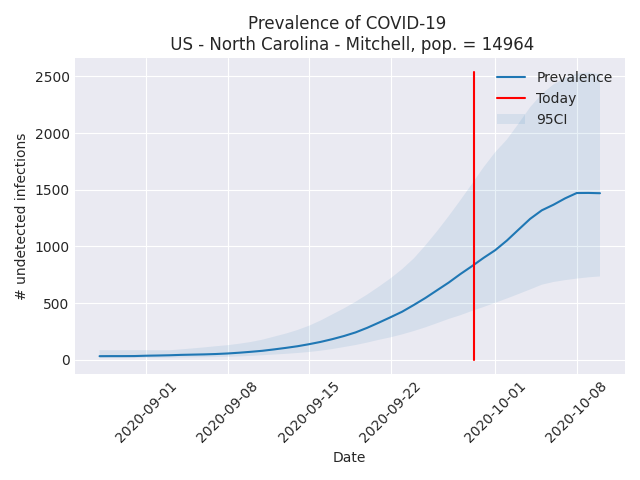 Prevalence of COVID-19
US - North Carolina - Mitchell, pop. = 14964
Prevalence
Today
95CI
2500
2000
1500
1000
500
0
# undetected infections
2020-09-01
2020-09-08
2020-09-15
2020-09-22
2020-10-01
2020-10-08
Date